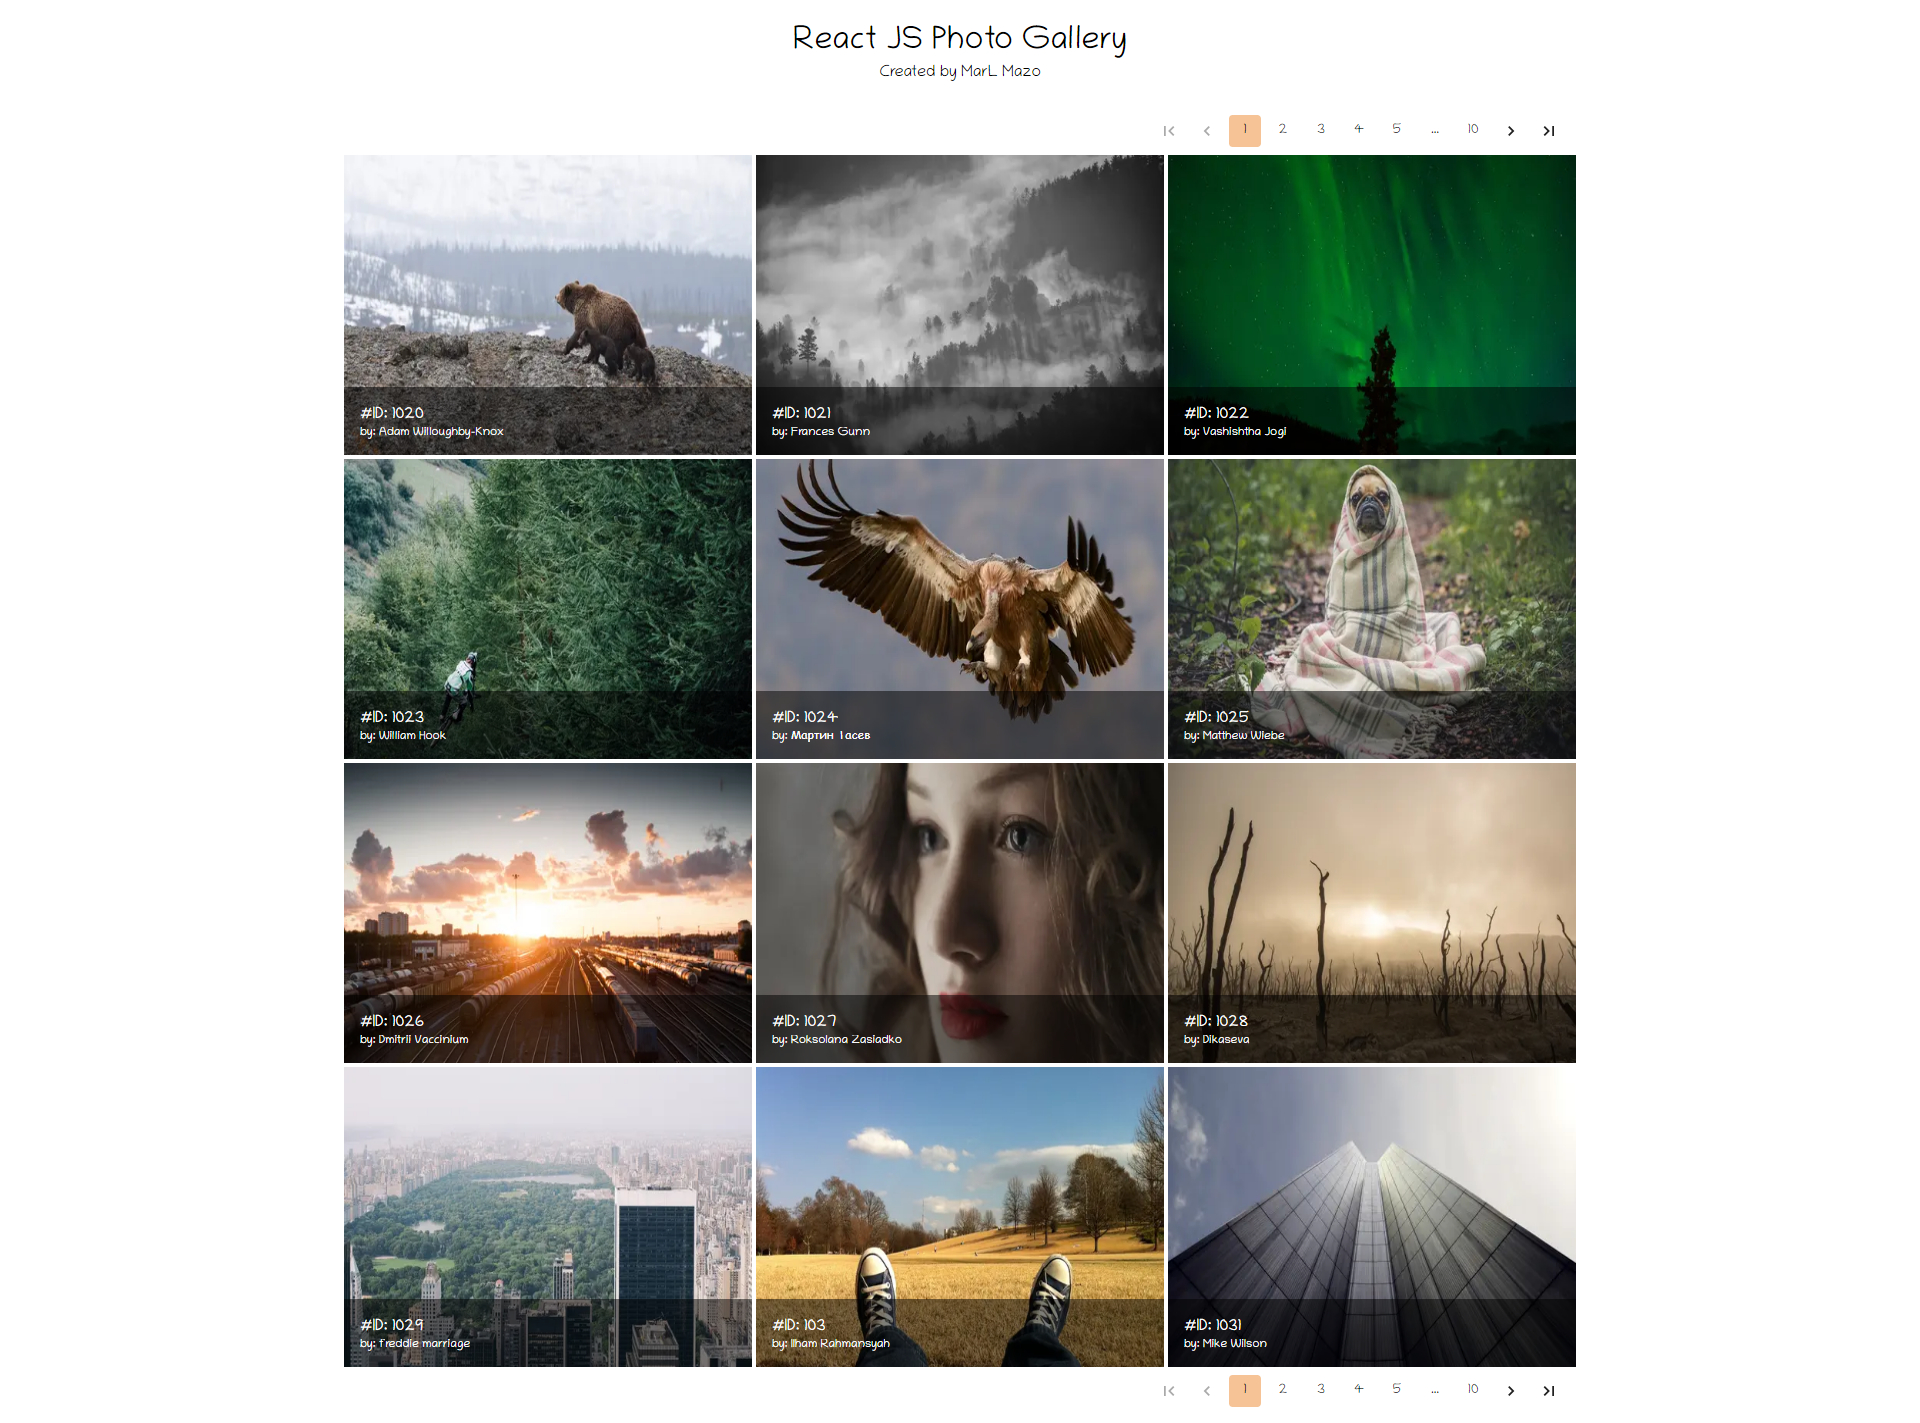 React JS Photo Gallery
Created by MarL Mazo
1 2 3 4 5 ... 10
#ID: 1020
by: Adam Willoughby-Knox
#ID: 1021
by: Frances Gunn
#ID: 1022
by: Vashishtha Jogi
#ID: 1023
by: William Hook
#ID: 1024
by: Мартин Тасев
#ID: 1025
by: Matthew Wiebe
#ID: 1026
by: Dmitrii Vaccinium
#ID: 1027
by: Roksolana Zasiadko
#ID: 1028
by: Dikaseva
#ID: 1029
by: freddie marriage
#ID: 103
by: Ilham Rahmansyah
#ID: 1031
by: Mike Wilson
1 2 3 4 5 ... 10